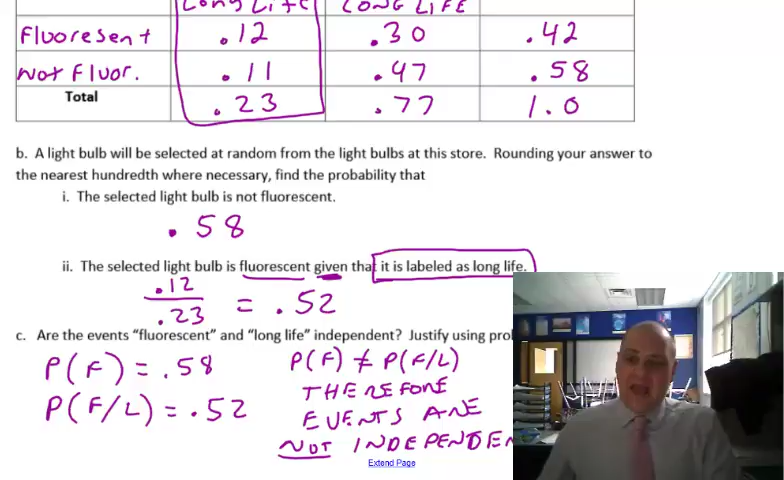 Long Life LONG LIFE
Fluoresent .12 .30 .42
Not Fluor. .11 .47 .58
Total .23 .77 1.0
b. A light bulb will be selected at random from the light bulbs at this store. Rounding your answer to
the nearest hundredth where necessary, find the probability that
i. The selected light bulb is not fluorescent.
.58
ii. The selected light bulb is fluorescent given that it is labeled as long life.
.12
.23 = .52
c. Are the events "fluorescent" and "long life" independent? Justify using
P(F) = .58 P(F) ≠ P(F/L)
THEREFORE
P(F/L) = .52 EVENTS ARE
NOT INDEPENDEN
Extend Page